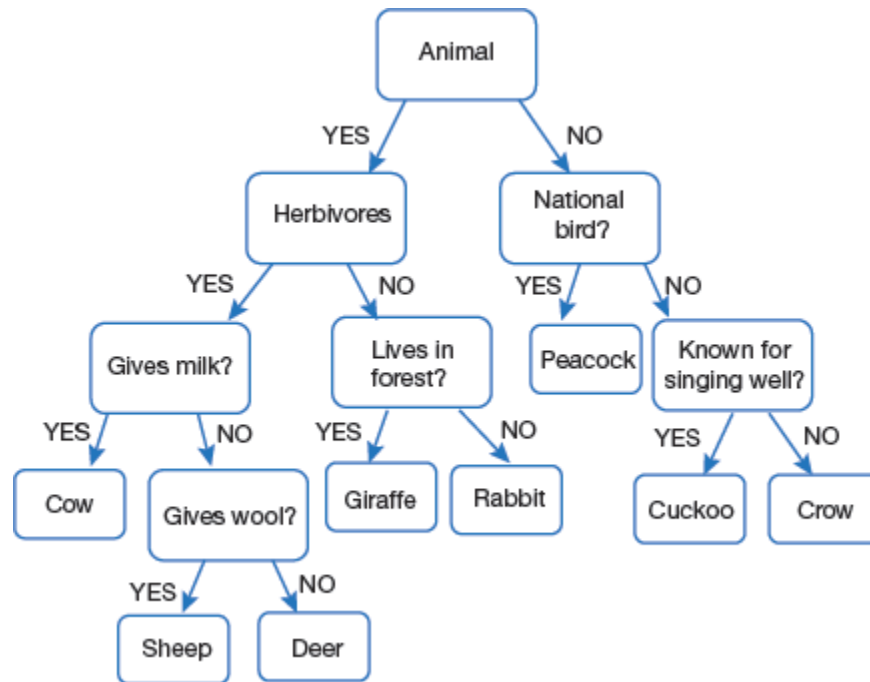 Animal
YES
NO
Herbivores
National
bird?
YES
NO
YES
NO
Gives milk?
Lives in
forest?
Peacock
Known for
singing well?
YES
NO
YES
NO
YES
NO
Cow
Gives wool?
Giraffe
Rabbit
Cuckoo
Crow
YES
NO
Sheep
Deer